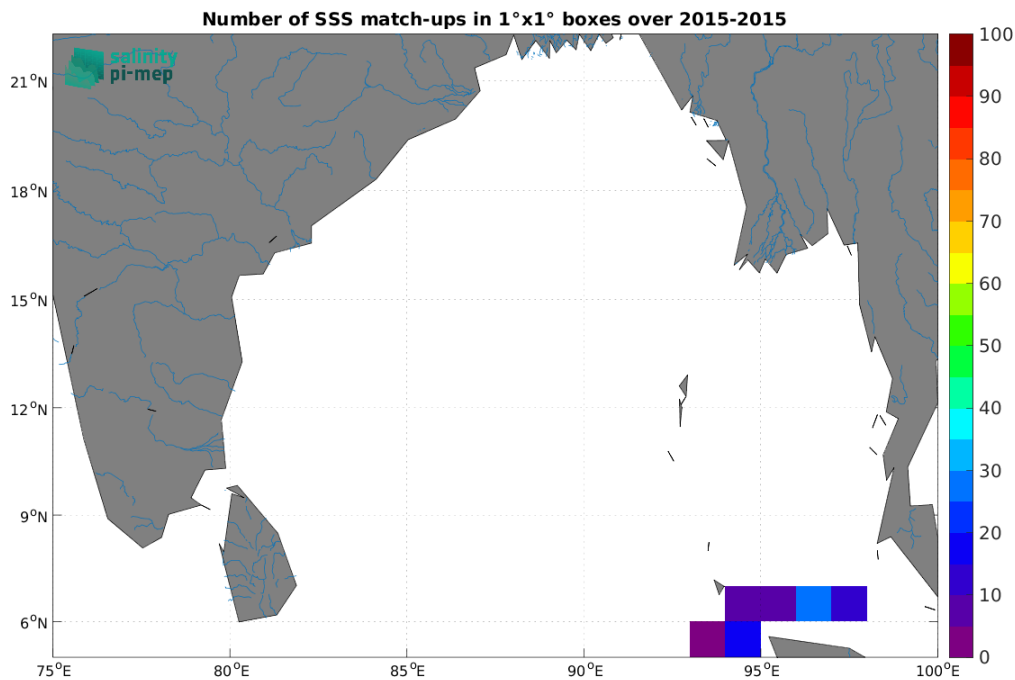 Number of SSS match-ups in 1°x1° boxes over 2015-2015
salinity
pi-mep
21°N
18°N
15°N
12°N
9°N
6°N
75°E
80°E
85°E
90°E
95°E
100°E
100
90
80
70
60
50
40
30
20
10
0